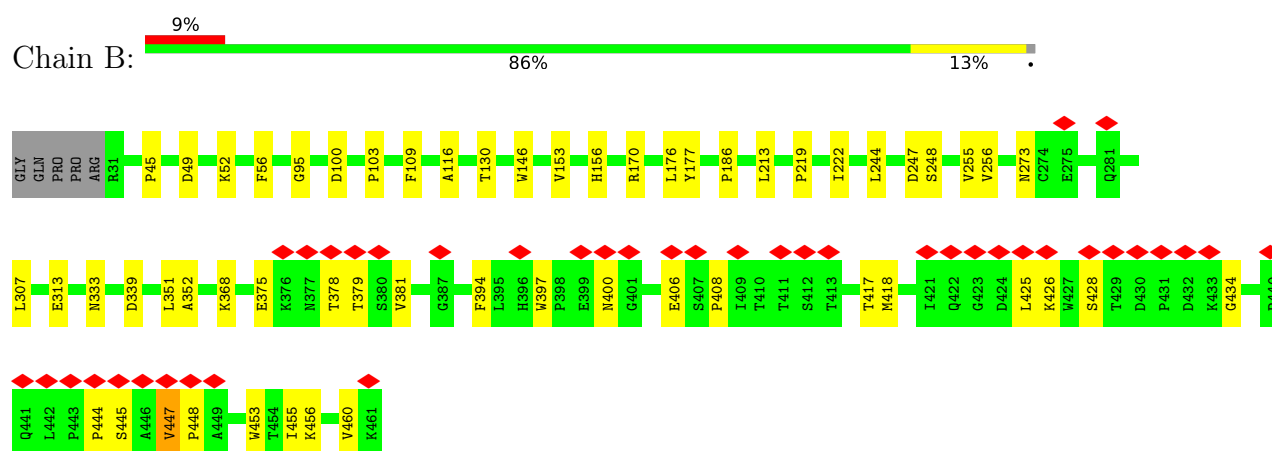 9%
Chain B:
86% 13% •
GLY GLN PRO PRO ARG R31 P45 D49 K52 F56 G95 D100 P103 F109 A116 T130 W146 V153 H156 R170 L176 Y177 P186 L213 P219 I222 L244 D247 S248 V255 V256 N273 C274 E275 Q281
L307 E313 N333 D339 L351 A352 K368 E375 K376 N377 T378 T379 S380 V381 G387 F394 L395 H396 W397 P398 E399 N400 G401 E406 S407 P408 I409 T410 T411 S412 T413 T417 M418 I421 Q422 G423 D424 L425 K426 W427 S428 T429 D430 P431 D432 K433 G434
Q441 L442 P443 P444 S445 A446 V447 P448 A449 W453 T454 I455 K456 V460 K461